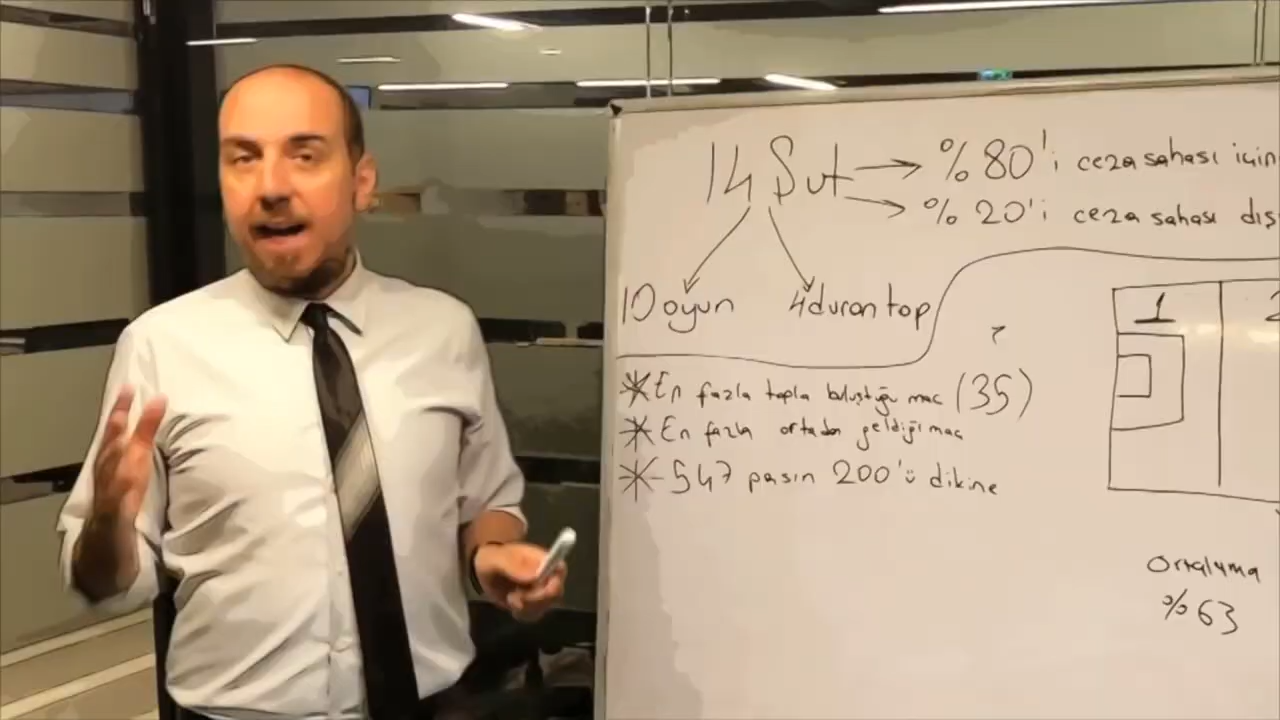 14 Şut → %80'i ceza sahası için
→ %20'i ceza sahası dış
10 oyun 4 duran top
* En fazla topla buluştuğu maç (35)
* En fazla ortadan geldiği maç
* 547 pasın 200'ü dikine
1 2
Ortalama
%63